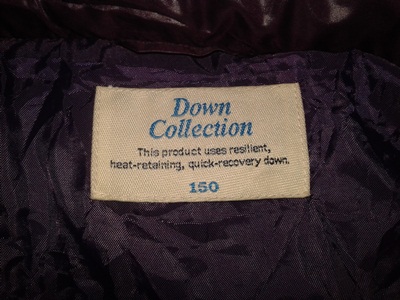 Down
Collection
This product uses resilient,
heat-retaining, quick-recovery down.
150